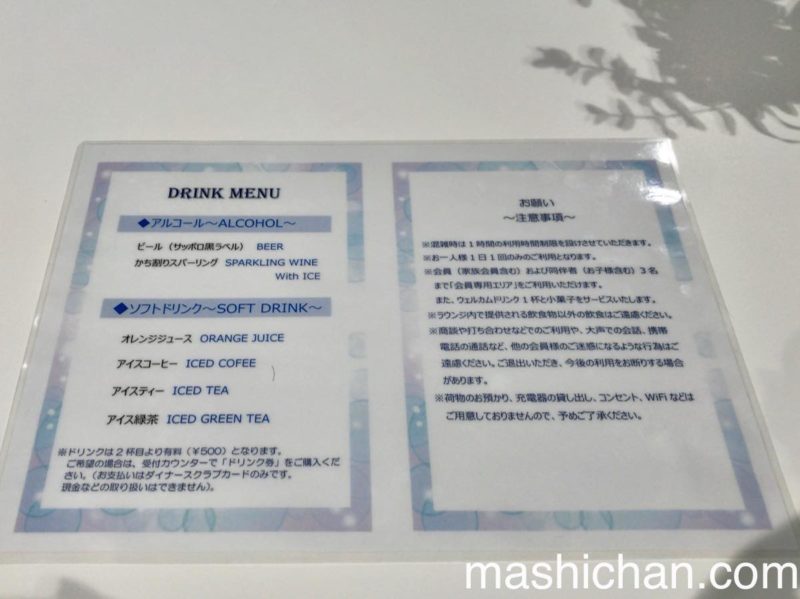 DRINK MENU
◆アルコール～ALCOHOL～
ビール（サッポロ黒ラベル） BEER
かち割りスパーリング SPARKLING WINE
With ICE
◆ソフトドリンク～SOFT DRINK～
オレンジジュース ORANGE JUICE
アイスコーヒー ICED COFEE
アイスティー ICED TEA
アイス緑茶 ICED GREEN TEA
※ドリンクは２杯目より有料（￥500）となります。
ご希望の場合は、受付カウンターで「ドリンク券」をご購入くだ
さい。（お支払いはダイナースクラブカードのみです。
現金などの取り扱いはできません）。
お願い
～注意事項～
※混雑時は１時間の利用時間制限を設けさせていただきます。
※お一人様１日１回のみのご利用となります。
※会員（家族会員含む）および同伴者（お子様含む）３名
まで「会員専用エリア」をご利用いただけます。
また、ウェルカムドリンク１杯と小菓子をサービスいたします。
※ラウンジ内で提供される飲食物以外の飲食はご遠慮ください。
※商談や打ち合わせなどでのご利用や、大声での会話、携帯
電話の通話など、他の会員様のご迷惑になるような行為はご
遠慮ください。ご退出いただき、今後の利用をお断りする場合
があります。
※荷物のお預かり、充電器の貸し出し、コンセント、WiFiなどは
ご用意しておりませんので、予めご了承ください。
mashichan.com